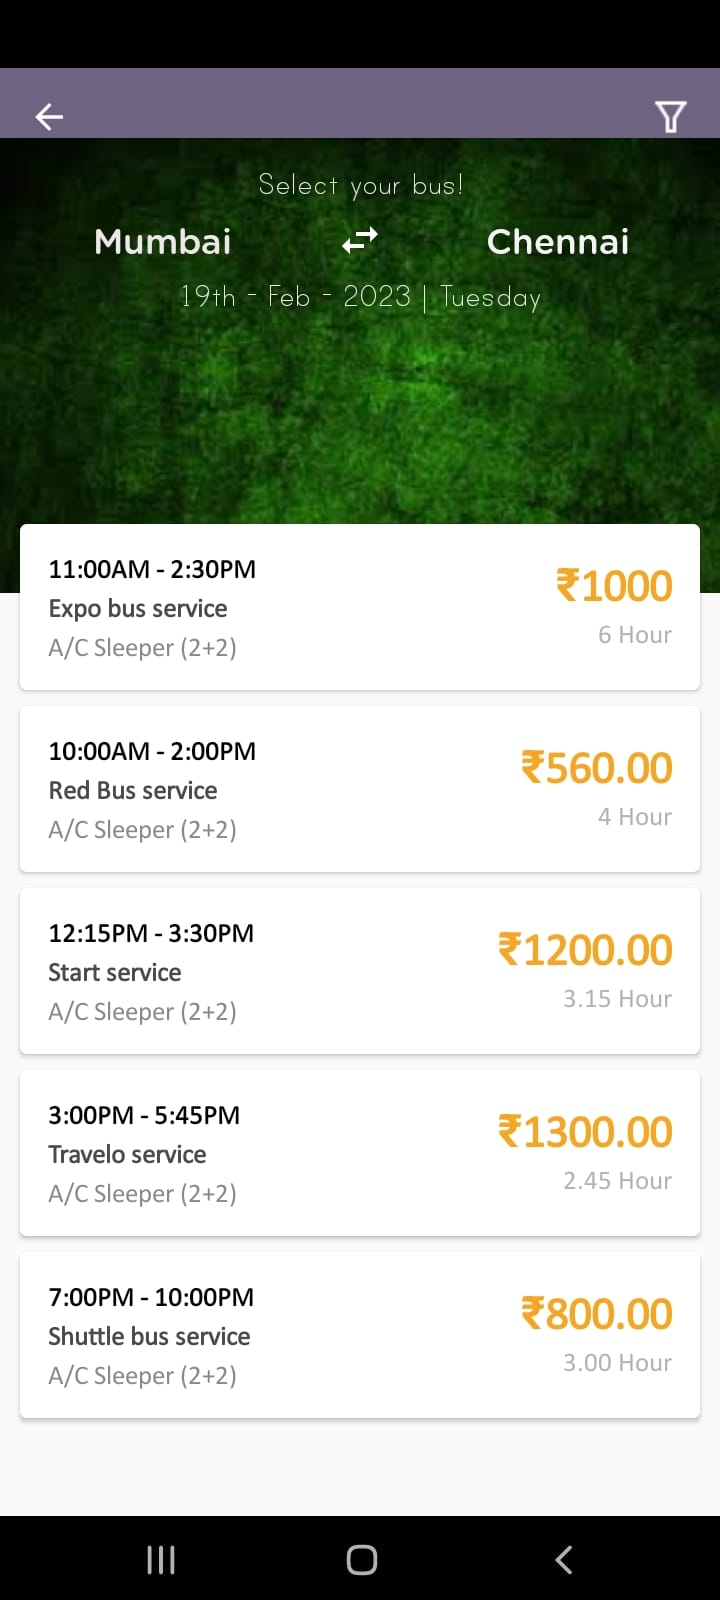 Select your bus!
Mumbai Chennai
19th - Feb - 2023 | Tuesday
11:00AM - 2:30PM
₹1000
Expo bus service
6 Hour
A/C Sleeper (2+2)
10:00AM - 2:00PM
₹560.00
Red Bus service
4 Hour
A/C Sleeper (2+2)
12:15PM - 3:30PM
₹1200.00
Start service
3.15 Hour
A/C Sleeper (2+2)
3:00PM - 5:45PM
₹1300.00
Travelo service
2.45 Hour
A/C Sleeper (2+2)
7:00PM - 10:00PM
₹800.00
Shuttle bus service
3.00 Hour
A/C Sleeper (2+2)